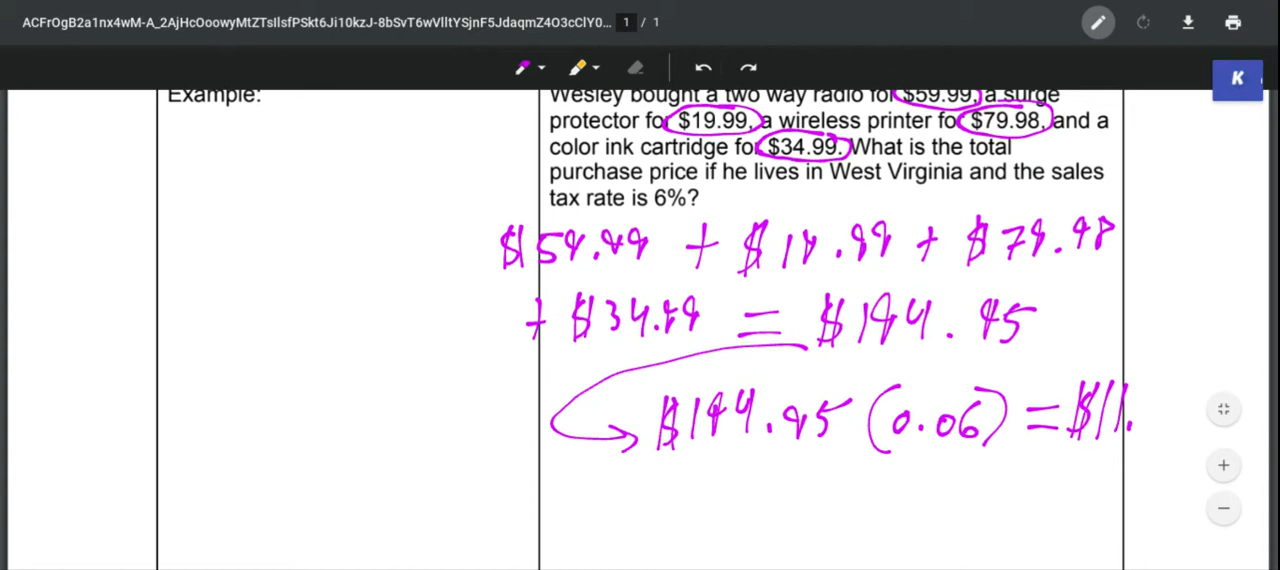 ACFrOgB2a1nx4wM-A_2AjHcOoowyMtZTsIlsfPSkt6Ji10kzJ-8bSvT6wVlltYSjnF5JdaqmZ4O3cClY0... 1 / 1
K
Example:
Wesley bought a two way radio for $59.99, a surge
protector for $19.99, a wireless printer for $79.98, and a
color ink cartridge for $34.99. What is the total
purchase price if he lives in West Virginia and the sales
tax rate is 6%?
$59.99 + $19.99 + $79.98
+ $34.99 = $194.95
$194.95 (0.06) = $11.